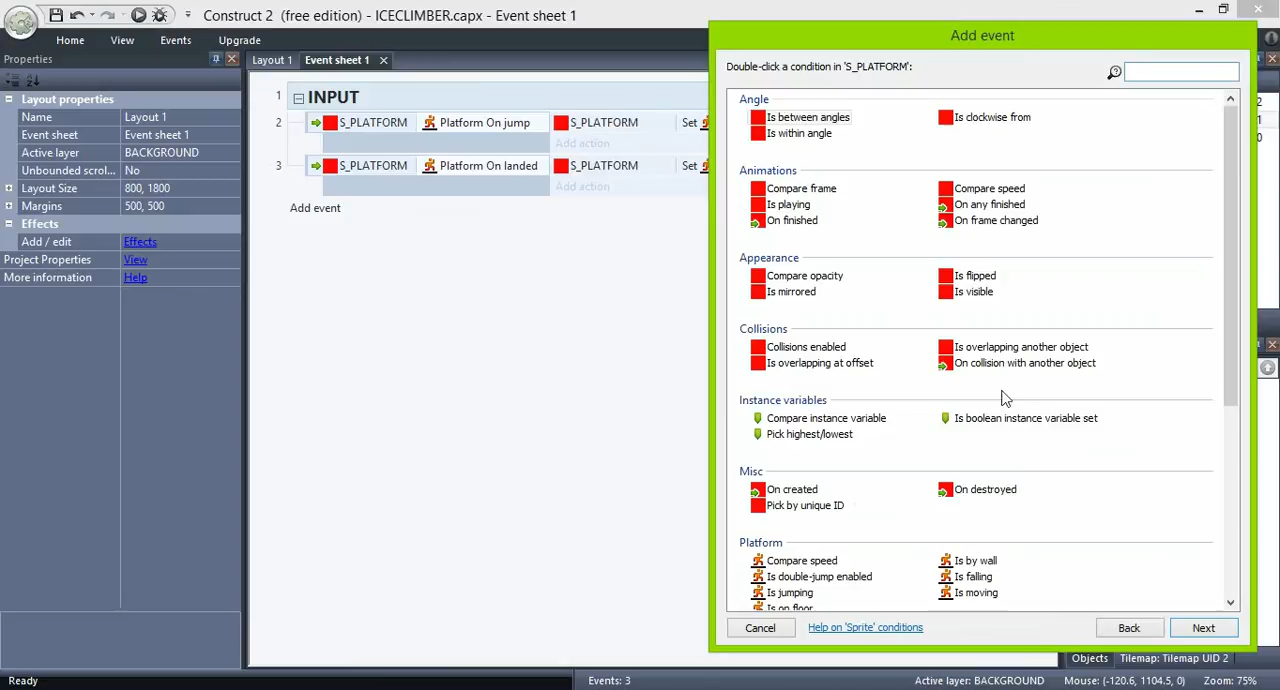 Construct 2 (free edition) - ICECLIMBER.capx - Event sheet 1
Home View Events Upgrade
Properties
Layout 1 Event sheet 1
Layout properties
Name Layout 1
Event sheet Event sheet 1
Active layer BACKGROUND
Unbounded scrol... No
Layout Size 800, 1800
Margins 500, 500
Effects
Add / edit Effects
Project Properties View
More information Help
1 INPUT
2 S_PLATFORM Platform On jump S_PLATFORM Set
Add action
3 S_PLATFORM Platform On landed S_PLATFORM Set
Add action
Add event
Add event
Double-click a condition in 'S_PLATFORM':
Angle
Is between angles Is clockwise from
Is within angle
Animations
Compare frame Compare speed
Is playing On any finished
On finished On frame changed
Appearance
Compare opacity Is flipped
Is mirrored Is visible
Collisions
Collisions enabled Is overlapping another object
Is overlapping at offset On collision with another object
Instance variables
Compare instance variable Is boolean instance variable set
Pick highest/lowest
Misc
On created On destroyed
Pick by unique ID
Platform
Compare speed Is by wall
Is double-jump enabled Is falling
Is jumping Is moving
Is on floor
Cancel Help on 'Sprite' conditions Back Next
2
1
0
Objects Tilemap: Tilemap UID 2
Ready Events: 3 Active layer: BACKGROUND Mouse: (-120.6, 1104.5, 0) Zoom: 75%